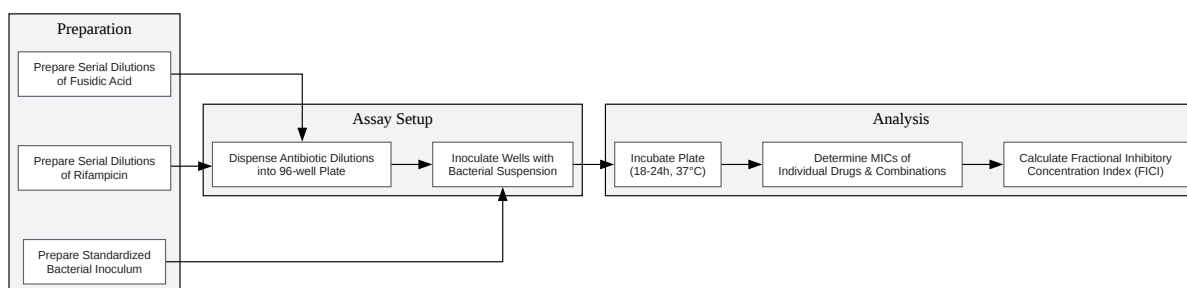 Preparation
Prepare Serial Dilutions
of Fusidic Acid
Prepare Serial Dilutions
of Rifampicin
Prepare Standardized
Bacterial Inoculum
Assay Setup
Dispense Antibiotic Dilutions
into 96-well Plate
Inoculate Wells with
Bacterial Suspension
Analysis
Incubate Plate
(18-24h, 37°C)
Determine MICs of
Individual Drugs & Combinations
Calculate Fractional Inhibitory
Concentration Index (FICI)